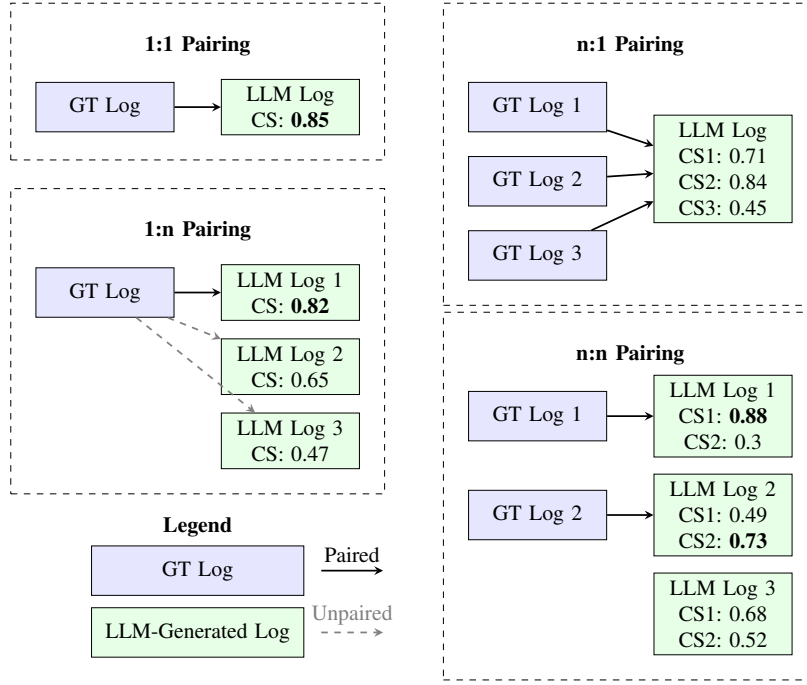 1:1 Pairing
GT Log
LLM Log
CS: 0.85
1:n Pairing
GT Log
LLM Log 1
CS: 0.82
LLM Log 2
CS: 0.65
LLM Log 3
CS: 0.47
Legend
GT Log
Paired
LLM-Generated Log
Unpaired
n:1 Pairing
GT Log 1
GT Log 2
GT Log 3
LLM Log
CS1: 0.71
CS2: 0.84
CS3: 0.45
n:n Pairing
GT Log 1
LLM Log 1
CS1: 0.88
CS2: 0.3
GT Log 2
LLM Log 2
CS1: 0.49
CS2: 0.73
LLM Log 3
CS1: 0.68
CS2: 0.52